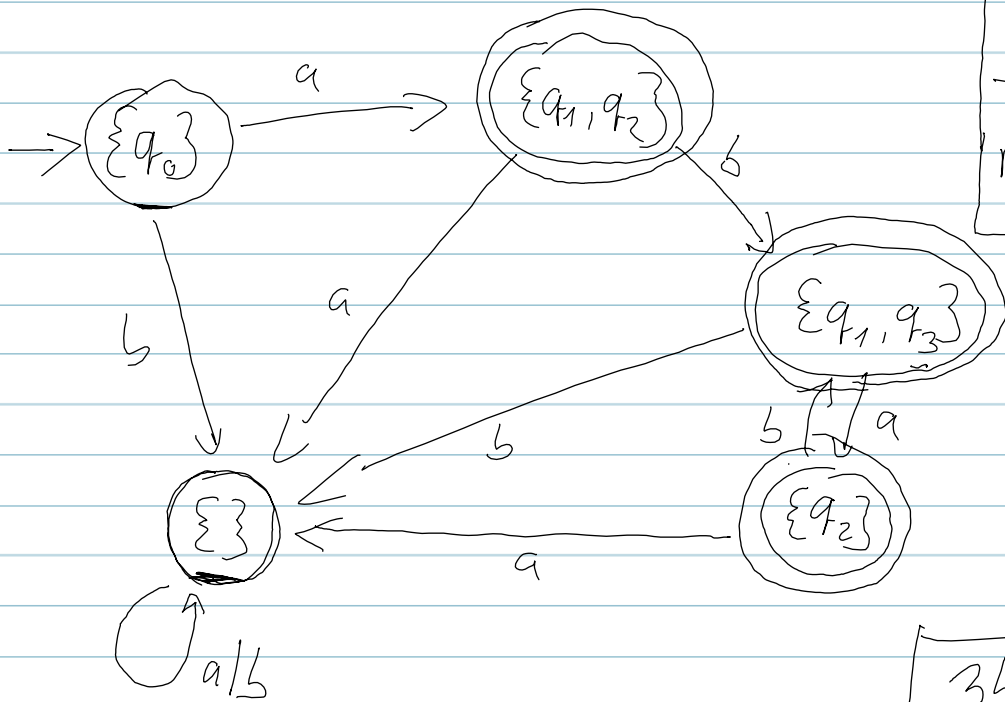 a
{q₁, q₂}
{q₀}
b
a
{q₁, q₃}
b
b
b
a
{q₂}
{ }
a
a/b